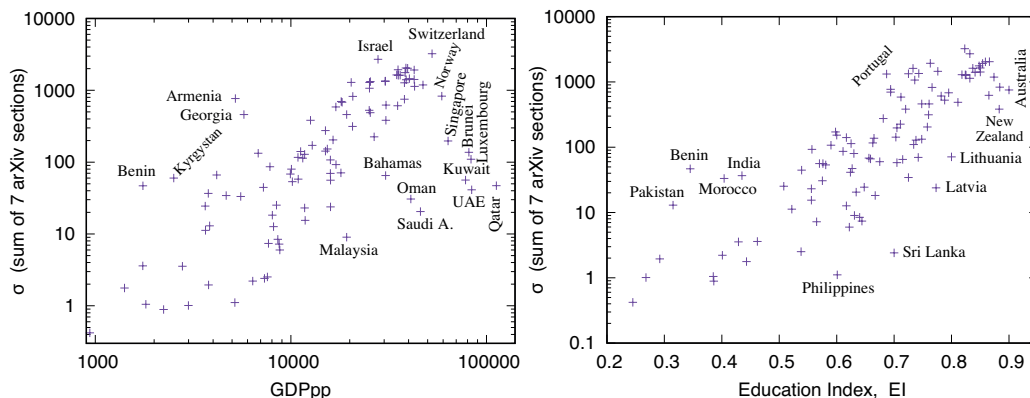 10000
1000
100
10
1
σ (sum of 7 arXiv sections)
Switzerland
Israel
Norway
Armenia
Georgia
Singapore
Brunei
Luxembourg
Kyrgystan
Benin
Bahamas
Kuwait
Oman
UAE
Qatar
Saudi A.
Malaysia
1000 10000 100000
GDPpp
10000
1000
100
10
1
0.1
σ (sum of 7 arXiv sections)
Portugal
Australia
New
Zealand
Benin
India
Lithuania
Pakistan
Morocco
Latvia
Sri Lanka
Philippines
0.2 0.3 0.4 0.5 0.6 0.7 0.8 0.9
Education Index, EI